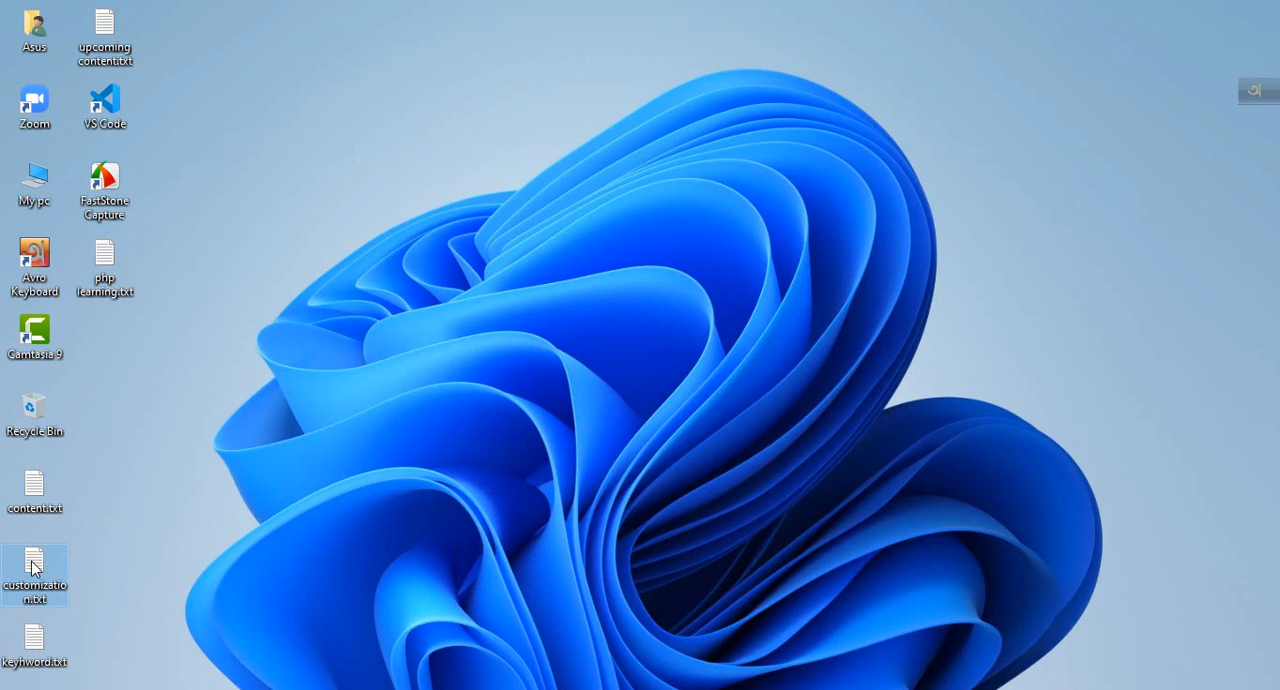 Asus
Zoom
My pc
Avro
Keyboard
Camtasia 9
Recycle Bin
content.txt
customizatio
n.txt
keyhword.txt
upcoming
content.txt
VS Code
FastStone
Capture
php
learning.txt